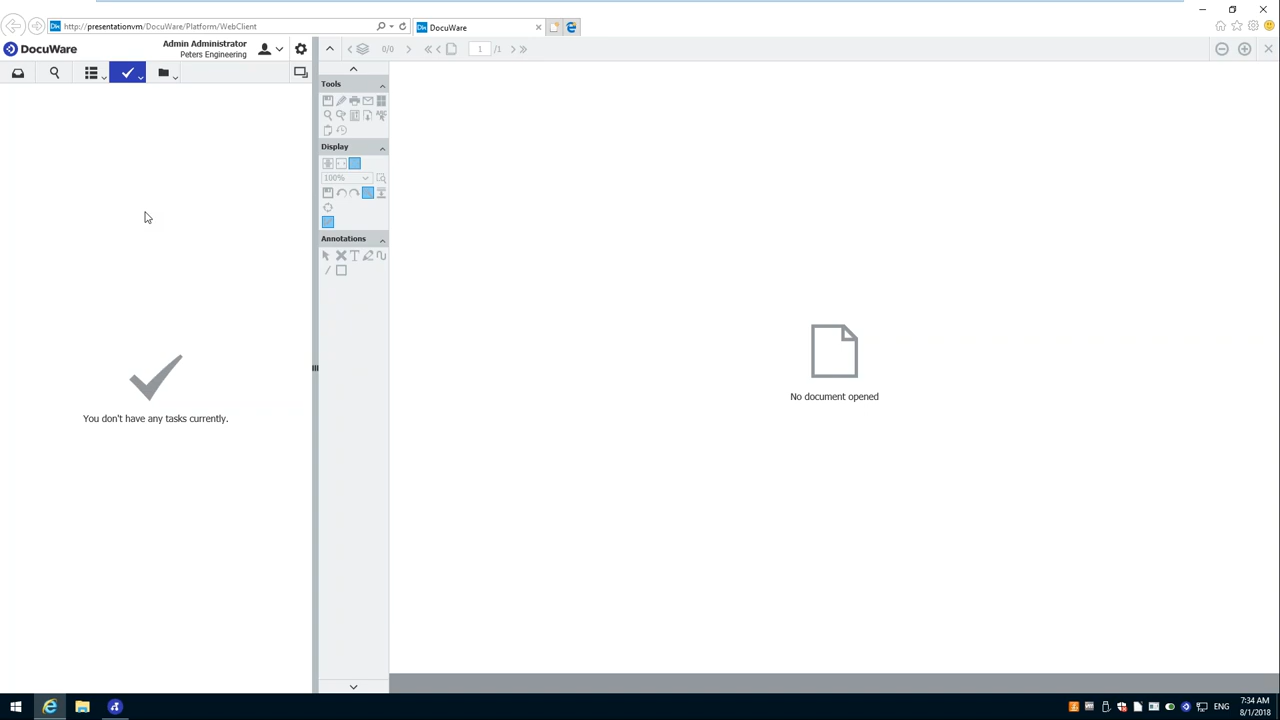 http://presentationvm/DocuWare/Platform/WebClient
DocuWare
DocuWare
Admin Administrator
Peters Engineering
0/0
1
/1
Tools
ABC
Display
100%
Annotations
You don't have any tasks currently.
No document opened
ENG
7:34 AM
8/1/2018